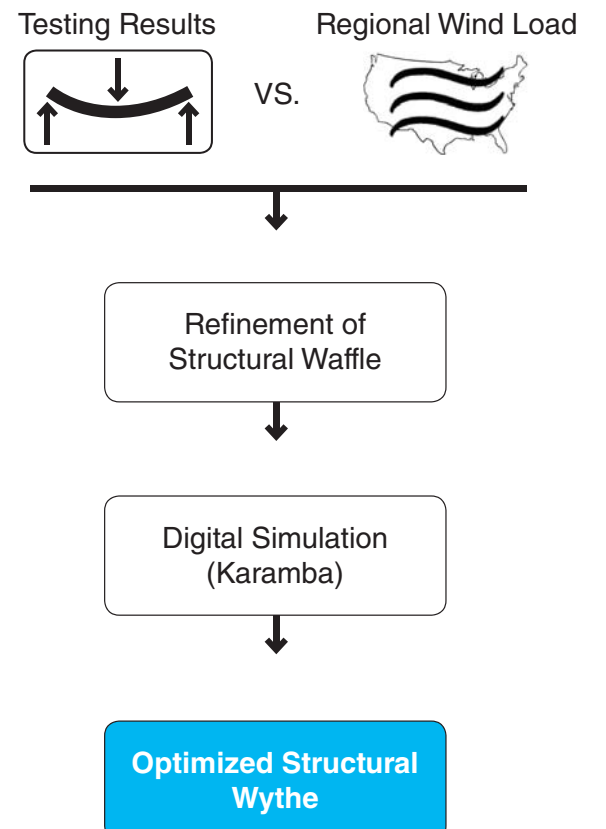 Testing Results
Regional Wind Load
VS.
Refinement of
Structural Waffle
Digital Simulation
(Karamba)
Optimized Structural
Wythe